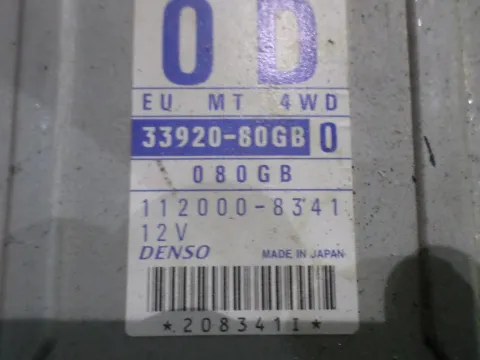 0D
EU MT 4WD
33920-80GB 0
080GB
112000-8341
12V
DENSO MADE IN JAPAN
*208341I*